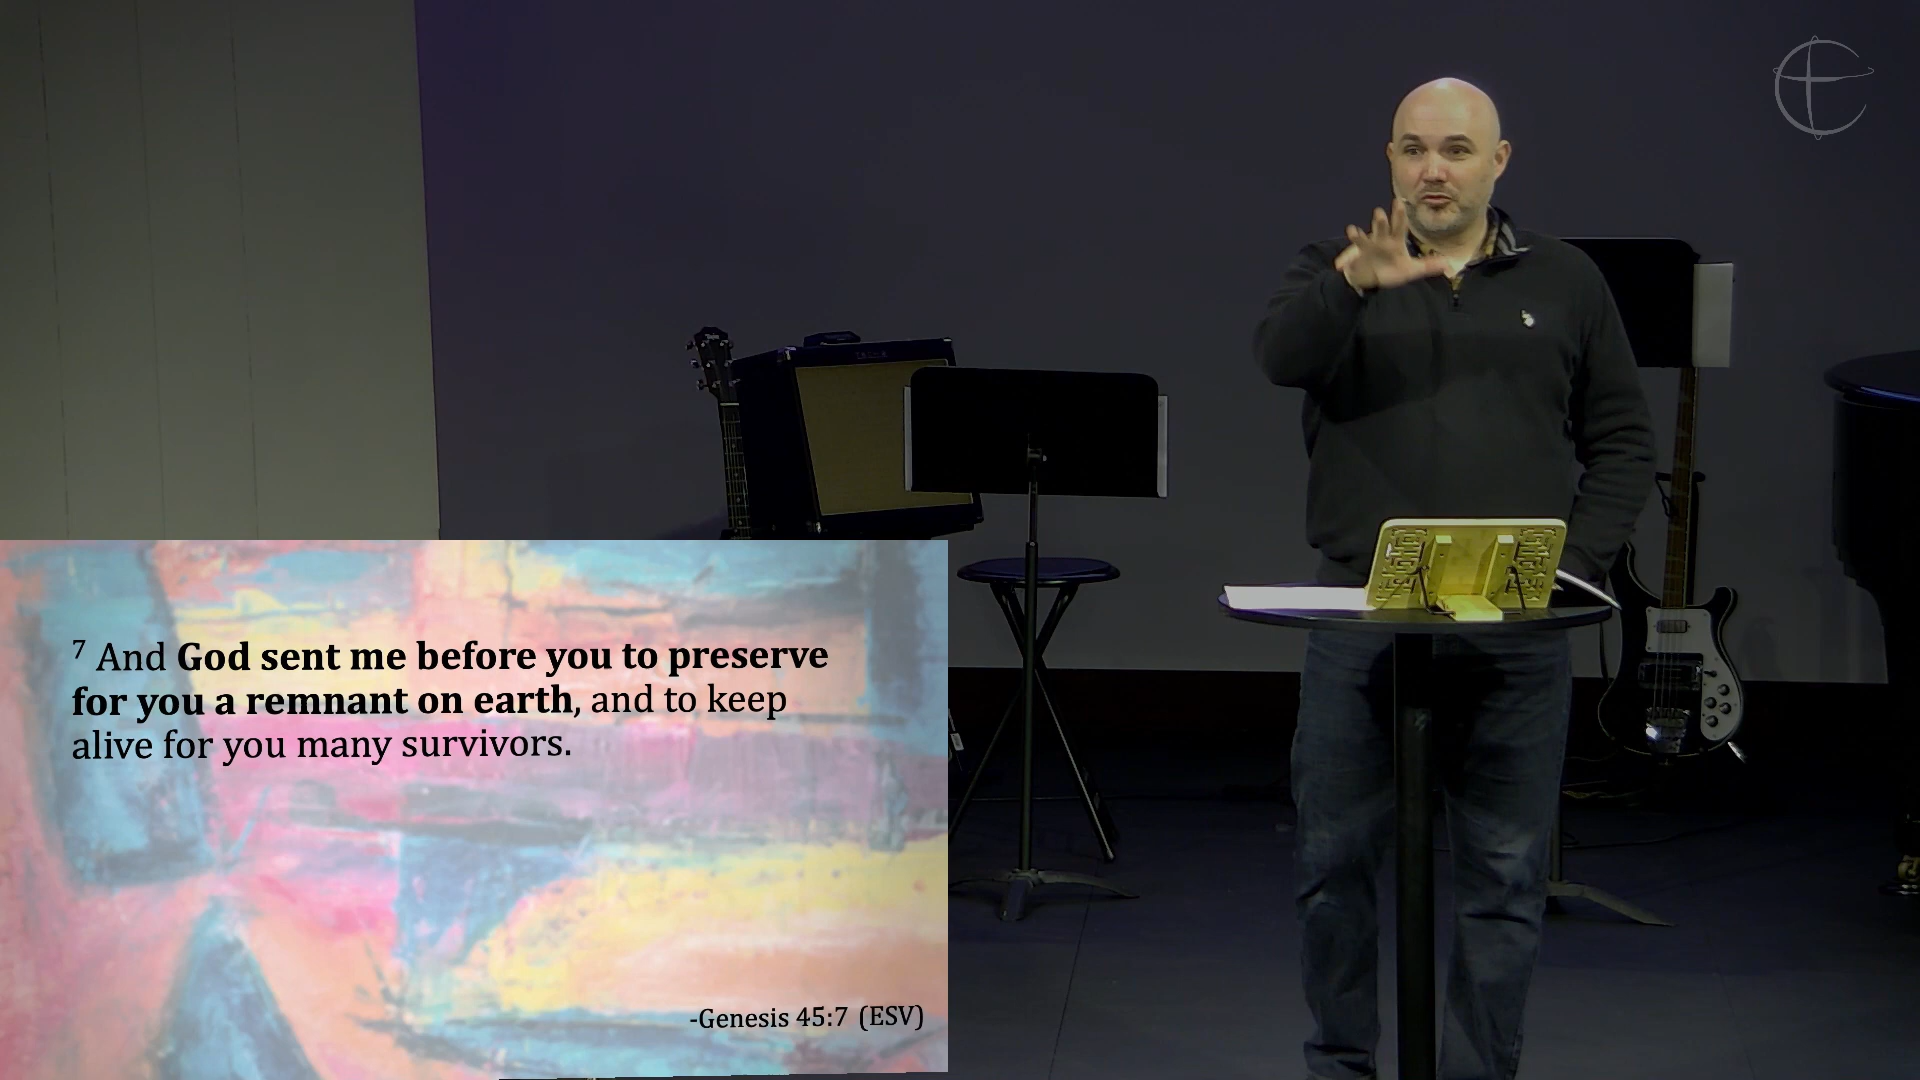 7 And God sent me before you to preserve
for you a remnant on earth, and to keep
alive for you many survivors.
-Genesis 45:7 (ESV)